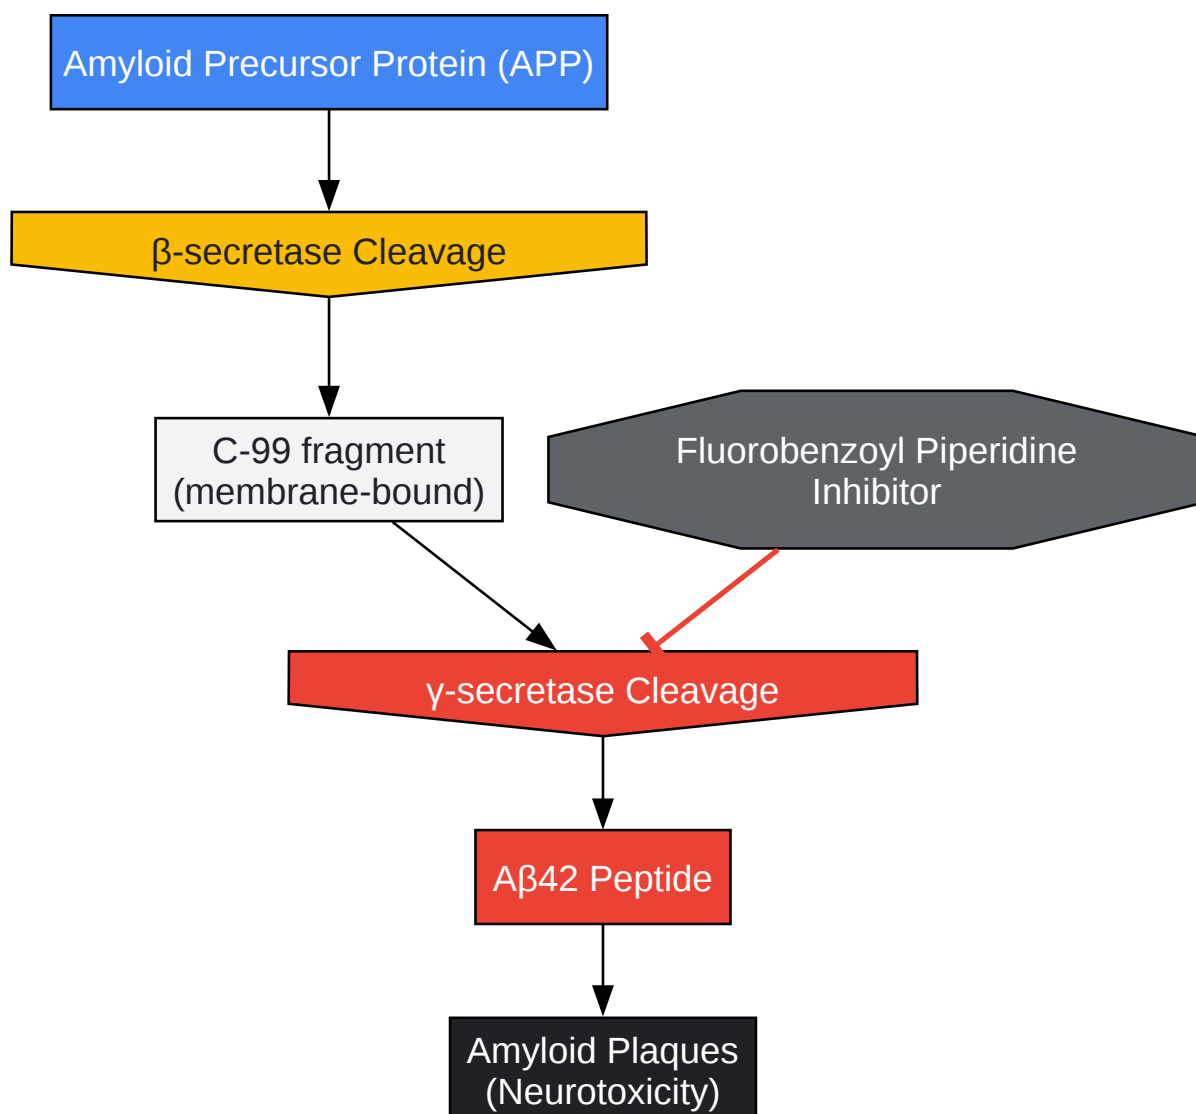 Amyloid Precursor Protein (APP)
β-secretase Cleavage
C-99 fragment
(membrane-bound)
Fluorobenzoyl Piperidine
Inhibitor
γ-secretase Cleavage
Aβ42 Peptide
Amyloid Plaques
(Neurotoxicity)